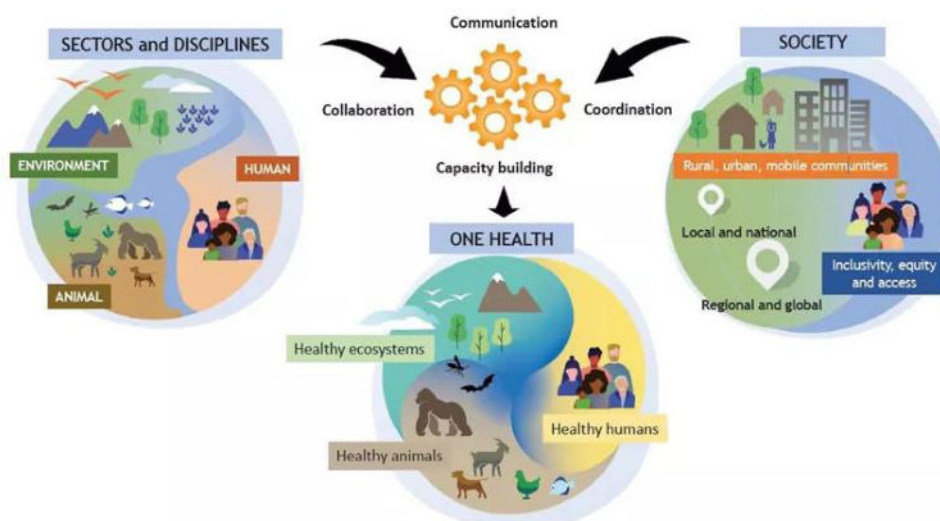 Communication
SECTORS and DISCIPLINES
SOCIETY
Collaboration
Coordination
ENVIRONMENT
HUMAN
Rural, urban, mobile communities
Capacity building
Local and national
ONE HEALTH
Inclusivity, equity
and access
ANIMAL
Regional and global
Healthy ecosystems
Healthy humans
Healthy animals